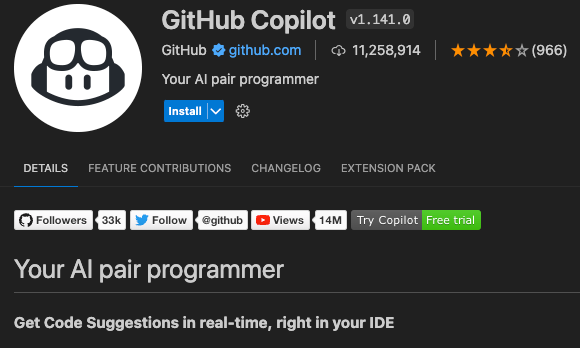 GitHub Copilot v1.141.0
GitHub github.com 11,258,914 (966)
Your AI pair programmer
Install
DETAILS FEATURE CONTRIBUTIONS CHANGELOG EXTENSION PACK
Followers 33k Follow @github Views 14M Try Copilot Free trial
Your AI pair programmer
Get Code Suggestions in real-time, right in your IDE